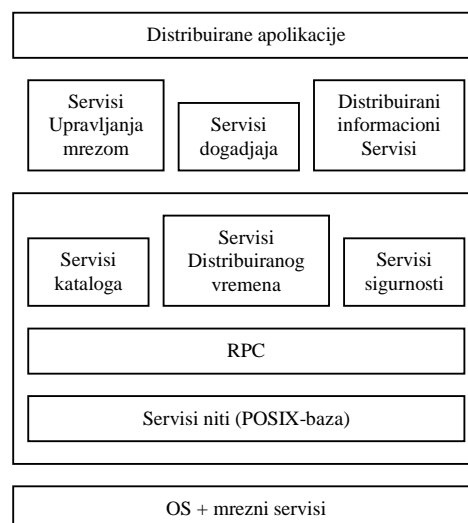 Distribuirane apolikacije
Servisi
Upravljanja
mrezom
Servisi
dogadjaja
Distribuirani
informacioni
Servisi
Servisi
kataloga
Servisi
Distribuiranog
vremena
Servisi
sigurnosti
RPC
Servisi niti (POSIX-baza)
OS + mrezni servisi